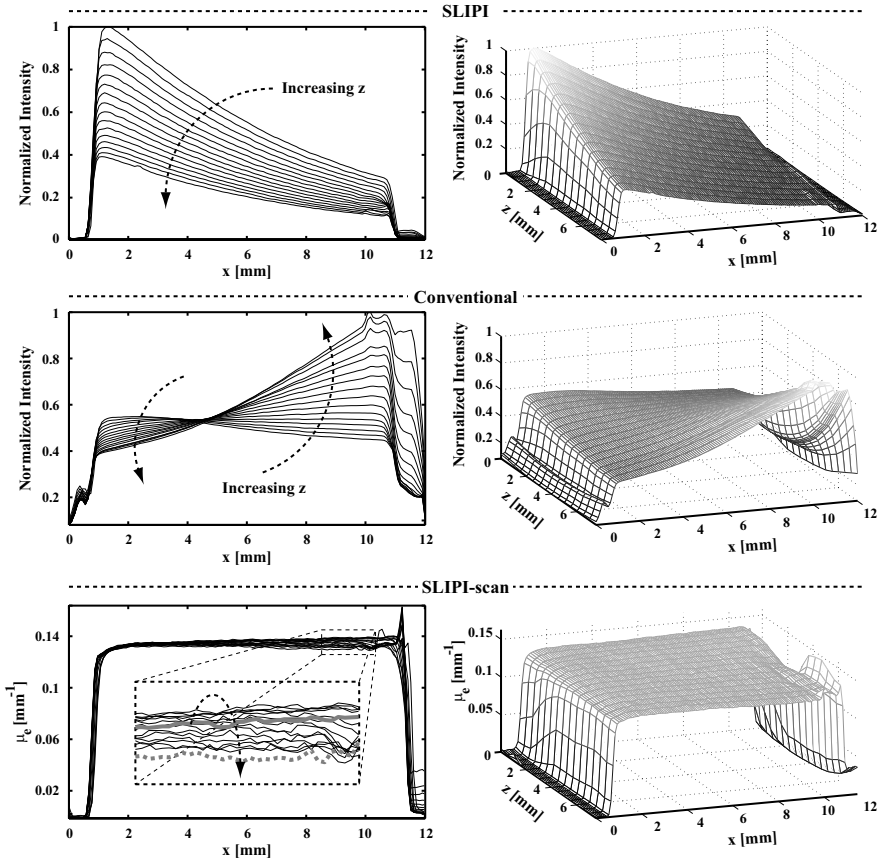 SLIPI
Normalized Intensity
1
0.8
0.6
0.4
0.2
0
Increasing z
0 2 4 6 8 10 12
x [mm]
Normalized Intensity
1
0.8
0.6
0.4
0.2
0
2
4
6
z [mm]
0 2 4 6 8 10 12
x [mm]
Conventional
Normalized Intensity
1
0.8
0.6
0.4
0.2
Increasing z
0 2 4 6 8 10 12
x [mm]
Normalized Intensity
1
0.8
0.6
0.4
0.2
0
2
4
6
z [mm]
0 2 4 6 8 10 12
x [mm]
SLIPI-scan
μe [mm-1]
0.14
0.10
0.06
0.02
0 2 4 6 8 10 12
x [mm]
μe [mm-1]
0.15
0.10
0.05
0
2
4
6
z [mm]
0 2 4 6 8 10 12
x [mm]